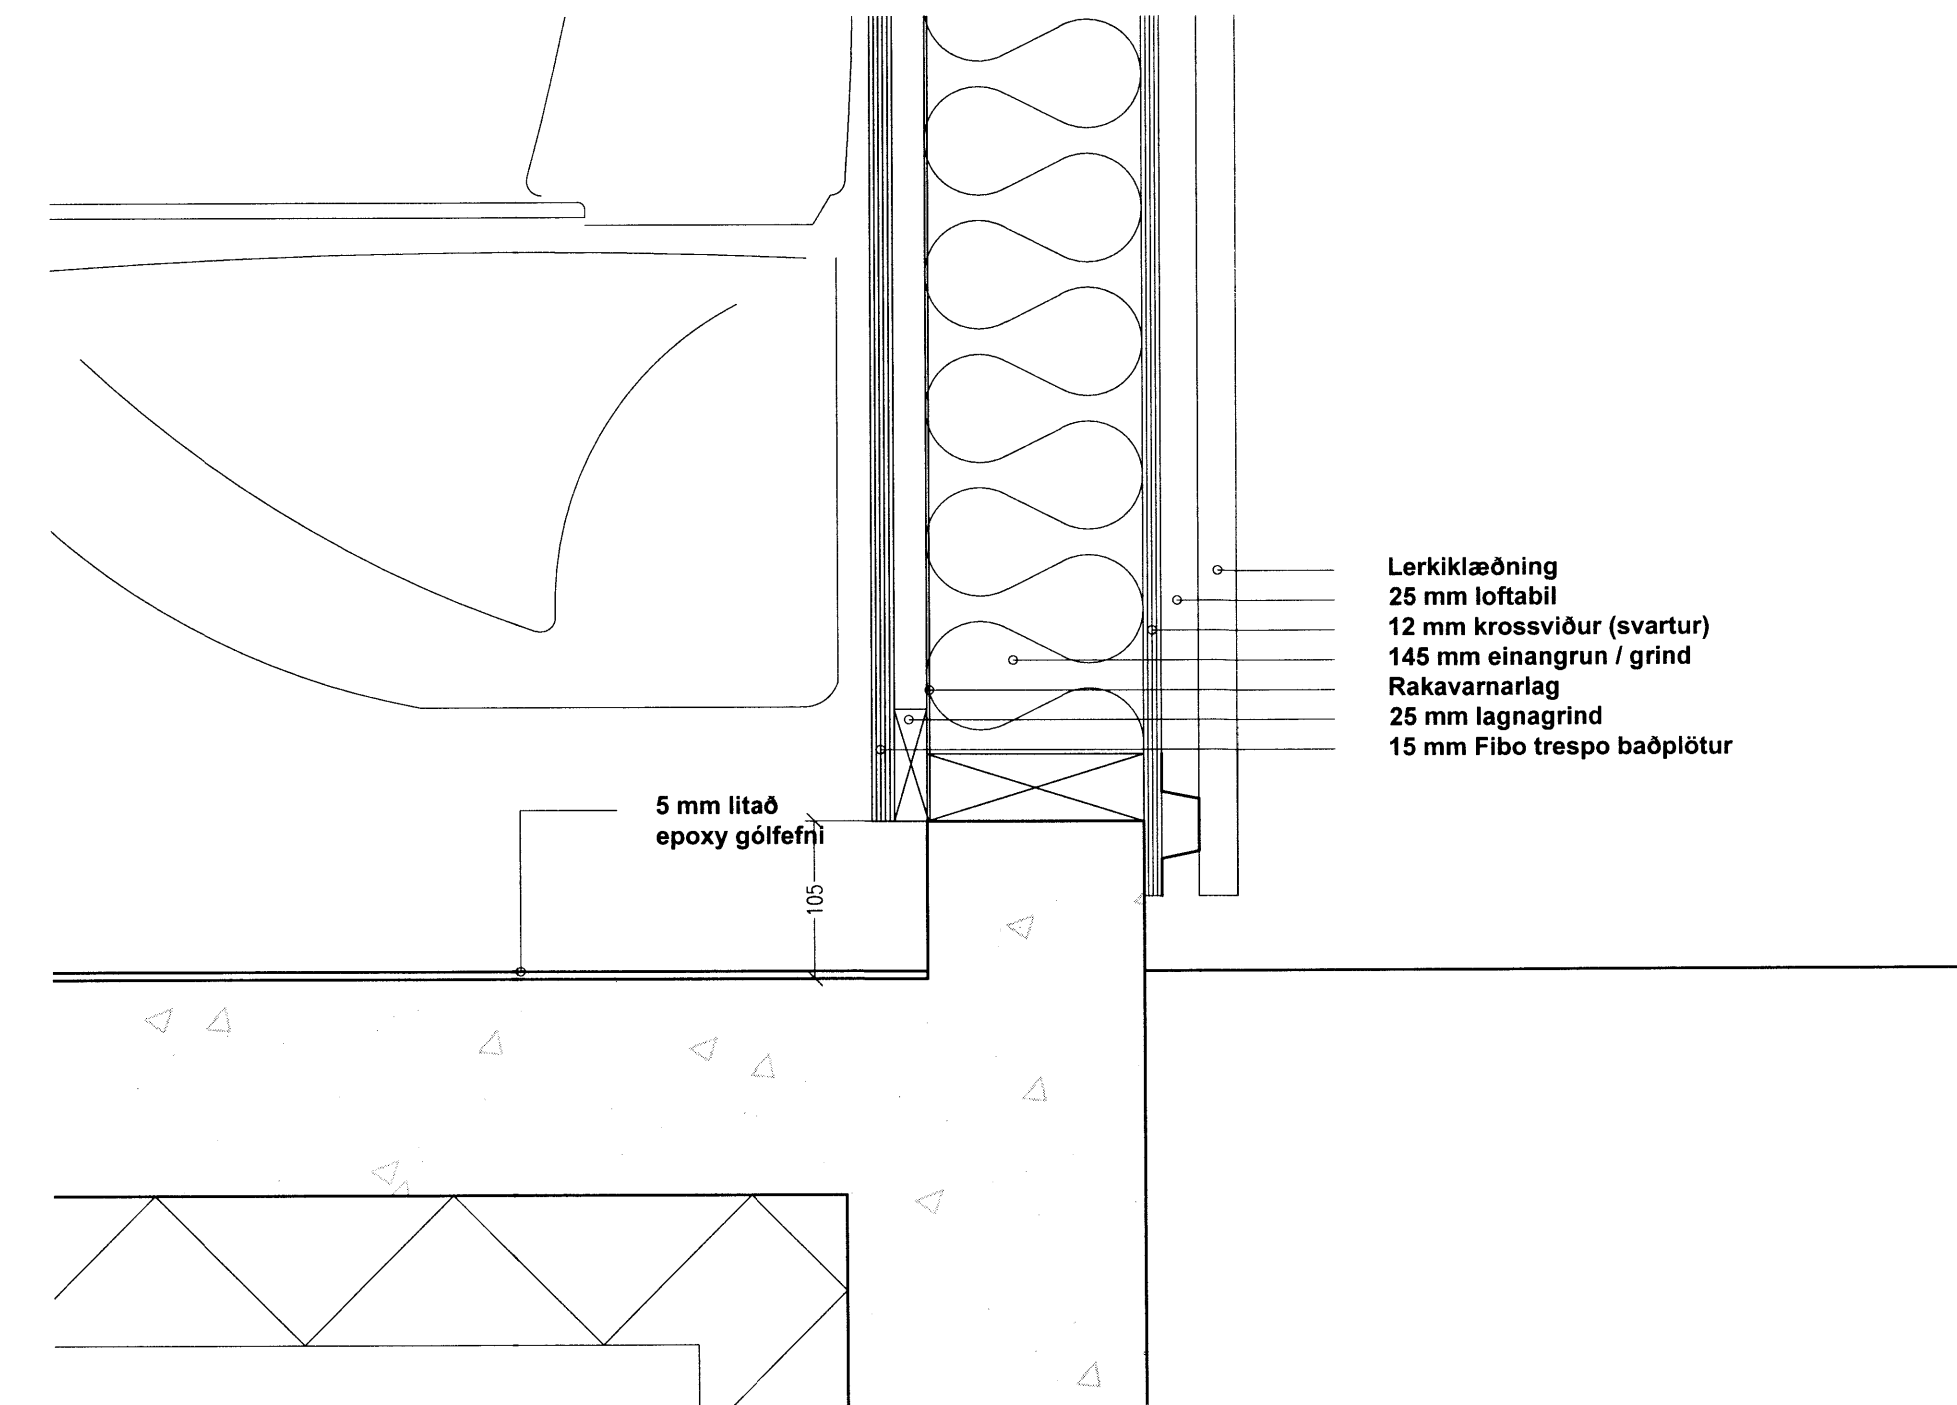 Lerkiklæðning
25 mm loftabil
12 mm krossviður (svartur)
145 mm einangrun / grind
Rakavarnarlag
25 mm lagnagrind
15 mm Fibo trespo baðplötur
5 mm litað
epoxy gólfefni
105